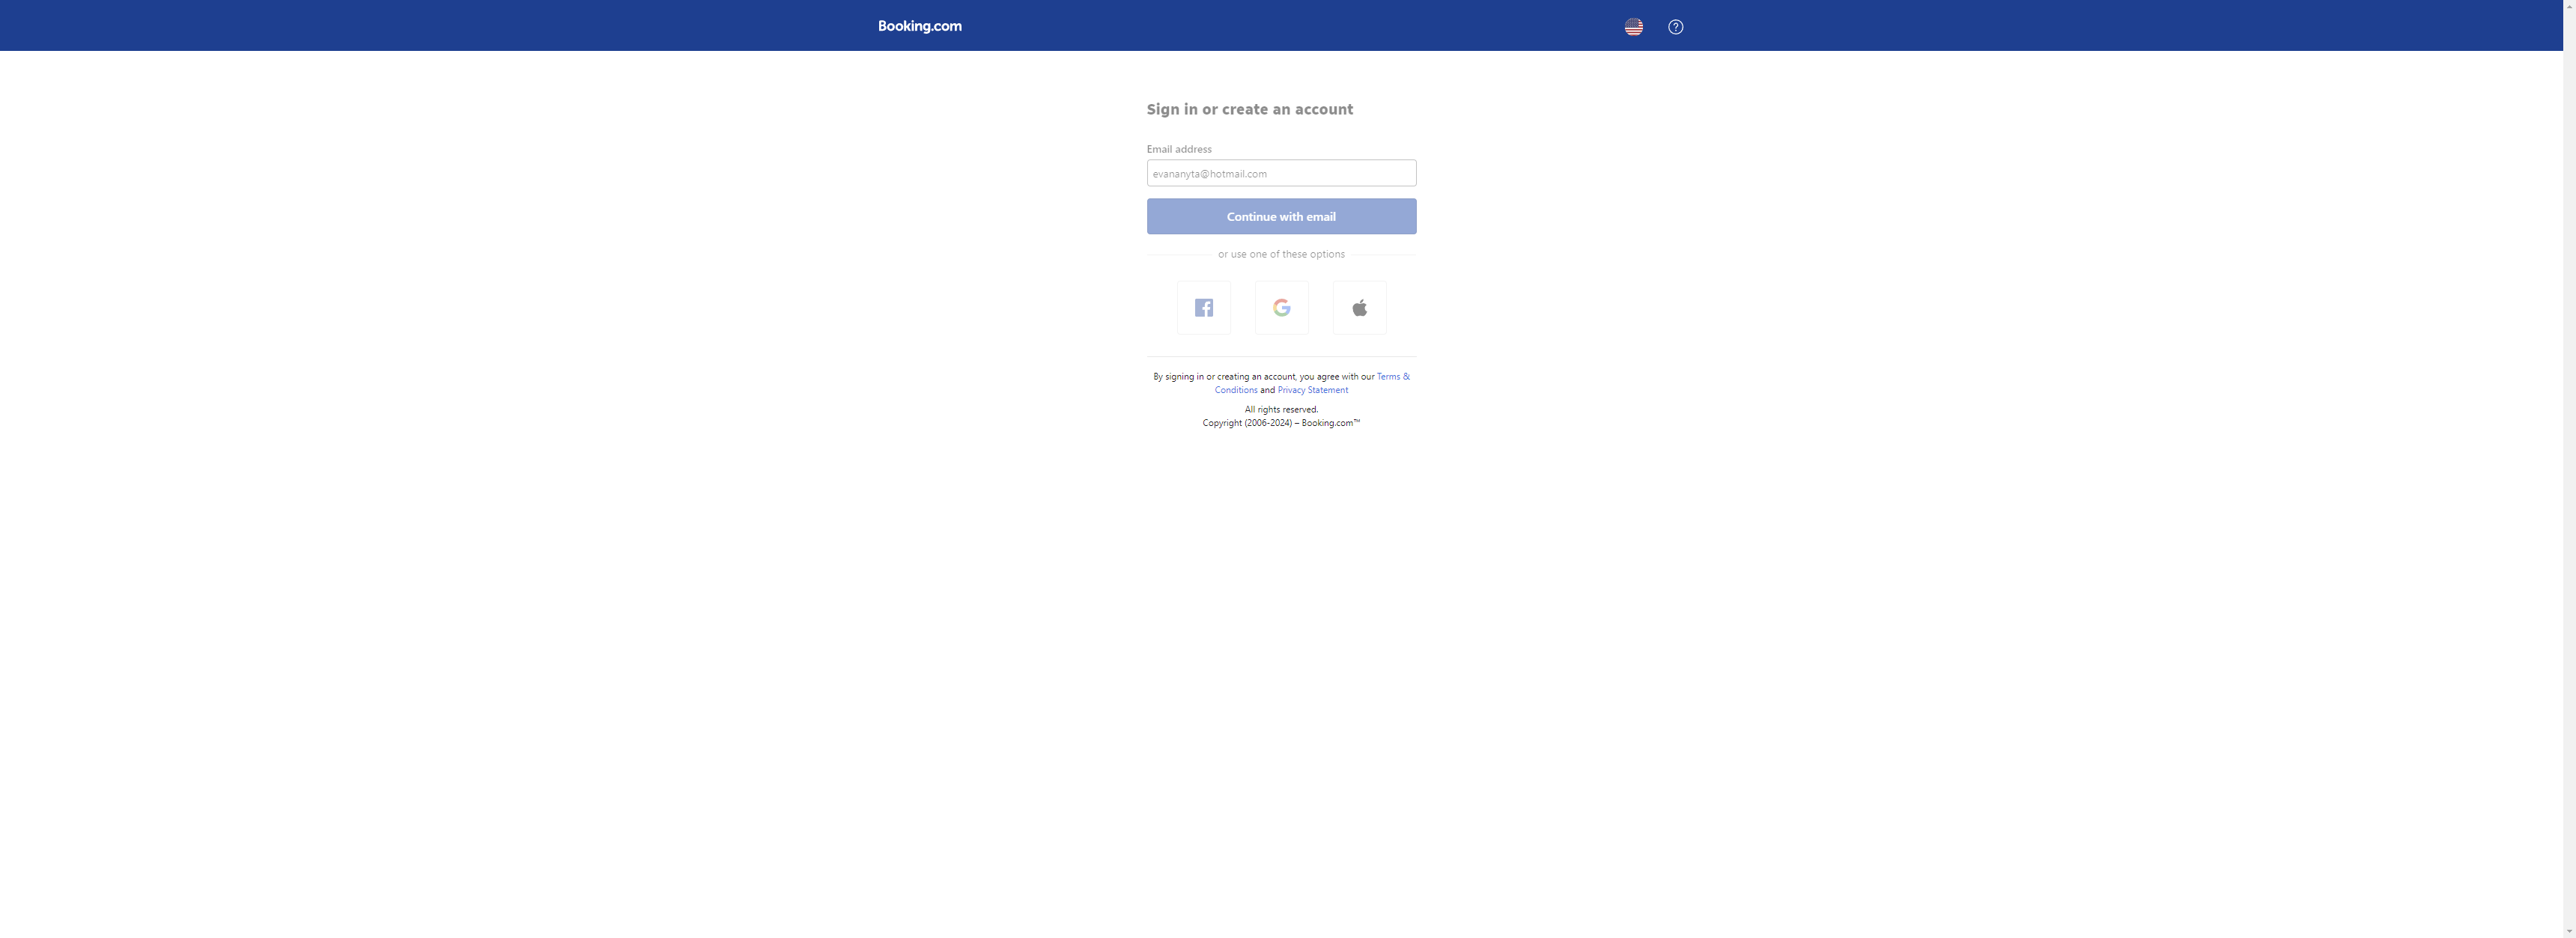 Booking.com
Sign in or create an account
Email address
evananyta@hotmail.com
Continue with email
or use one of these options
By signing in or creating an account, you agree with our Terms &
Conditions and Privacy Statement
All rights reserved.
Copyright (2006-2024) – Booking.com™